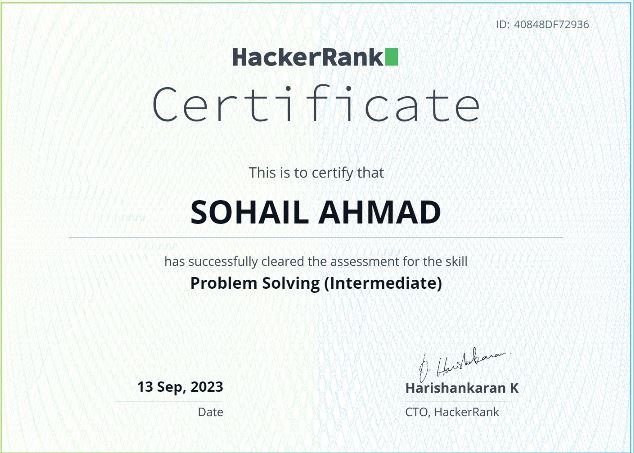 ID: 40848DF72936
HackerRank
Certificate
This is to certify that
SOHAIL AHMAD
has successfully cleared the assessment for the skill
Problem Solving (Intermediate)
13 Sep, 2023
Date
Harishankaran K
CTO, HackerRank